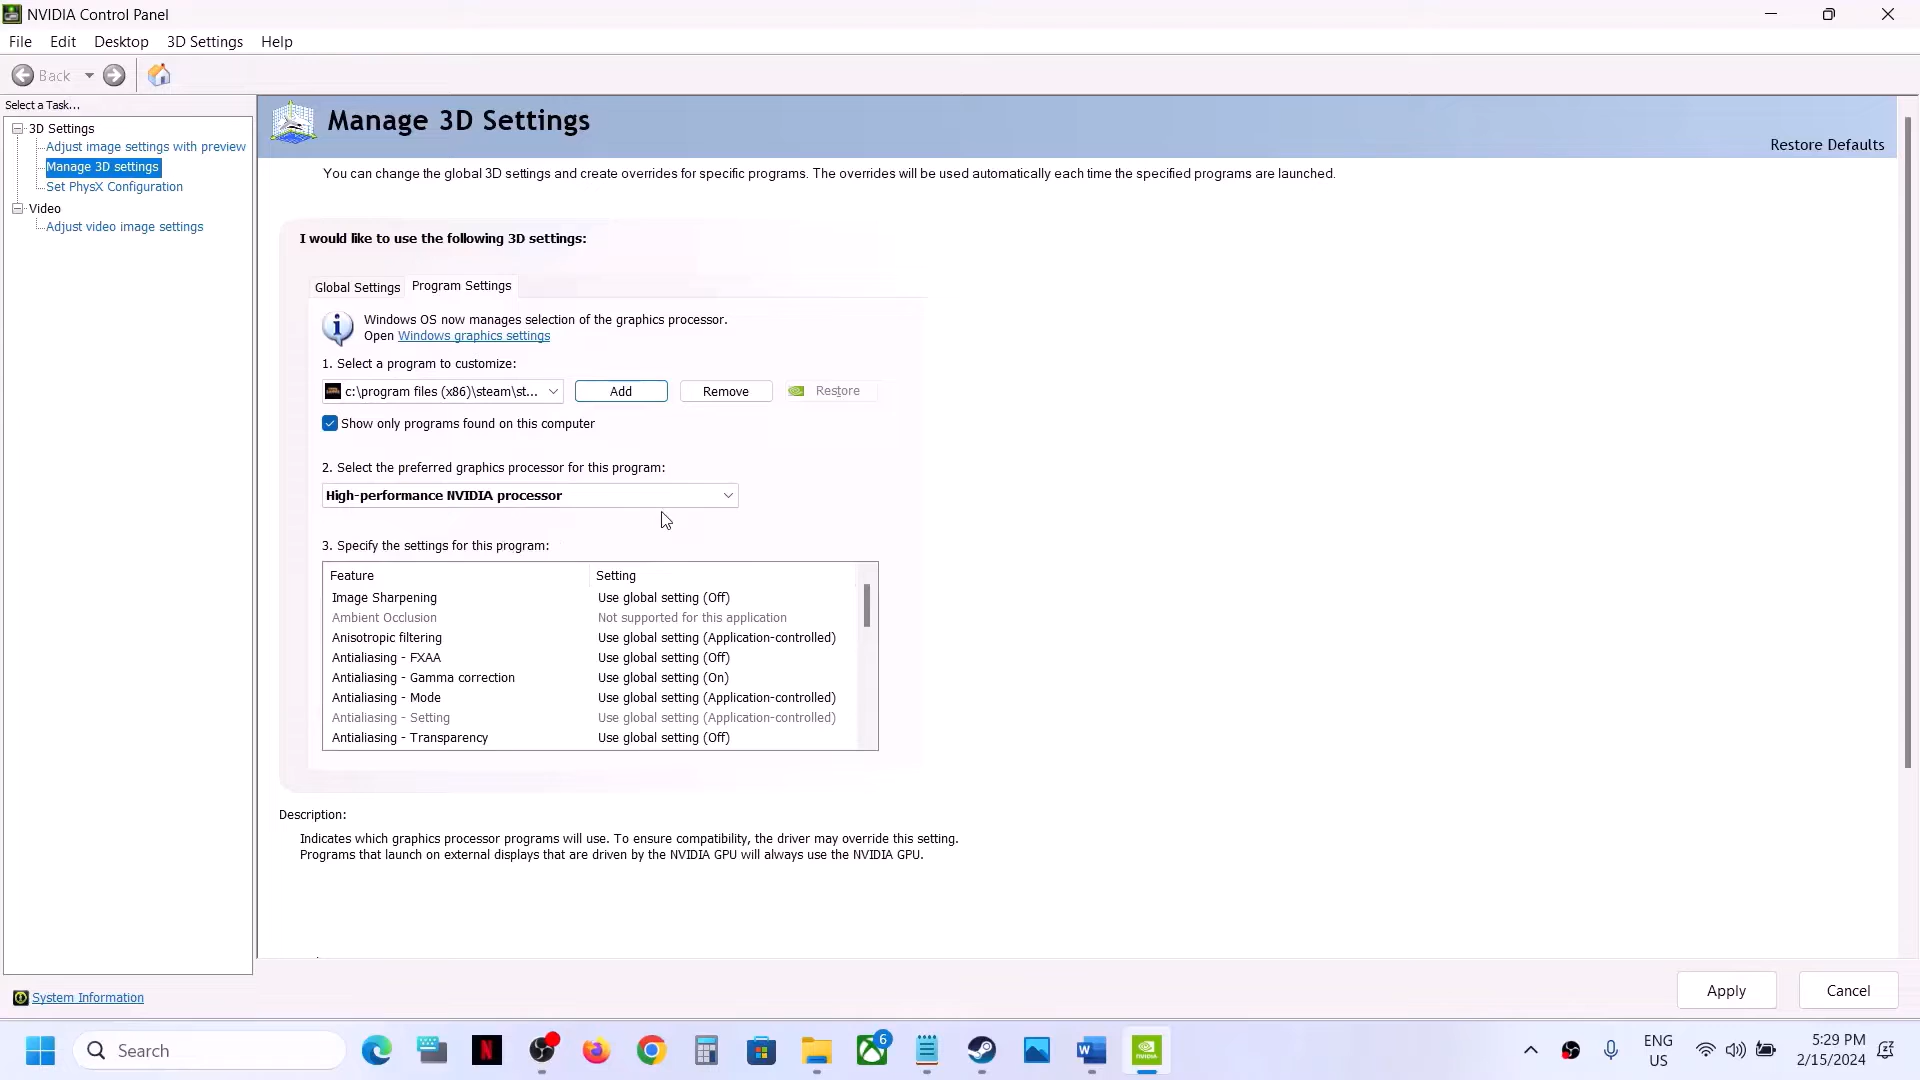 NVIDIA Control Panel
File Edit Desktop 3D Settings Help
Back
Select a Task...
3D Settings
Adjust image settings with preview
Manage 3D settings
Set PhysX Configuration
Video
Adjust video image settings
System Information
Manage 3D Settings
Restore Defaults
You can change the global 3D settings and create overrides for specific programs. The overrides will be used automatically each time the specified programs are launched.
I would like to use the following 3D settings:
Global Settings Program Settings
Windows OS now manages selection of the graphics processor.
Open Windows graphics settings
1. Select a program to customize:
c:\program files (x86)\steam\st... Add Remove Restore
Show only programs found on this computer
2. Select the preferred graphics processor for this program:
High-performance NVIDIA processor
3. Specify the settings for this program:
Feature Setting
Image Sharpening Use global setting (Off)
Ambient Occlusion Not supported for this application
Anisotropic filtering Use global setting (Application-controlled)
Antialiasing - FXAA Use global setting (Off)
Antialiasing - Gamma correction Use global setting (On)
Antialiasing - Mode Use global setting (Application-controlled)
Antialiasing - Setting Use global setting (Application-controlled)
Antialiasing - Transparency Use global setting (Off)
Description:
Indicates which graphics processor programs will use. To ensure compatibility, the driver may override this setting.
Programs that launch on external displays that are driven by the NVIDIA GPU will always use the NVIDIA GPU.
Apply Cancel
Search
N
6
W
NVIDIA
ENG
US
5:29 PM
2/15/2024